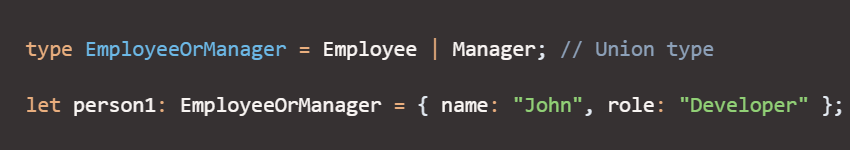 type EmployeeOrManager = Employee | Manager; // Union type
let person1: EmployeeOrManager = { name: "John", role: "Developer" };